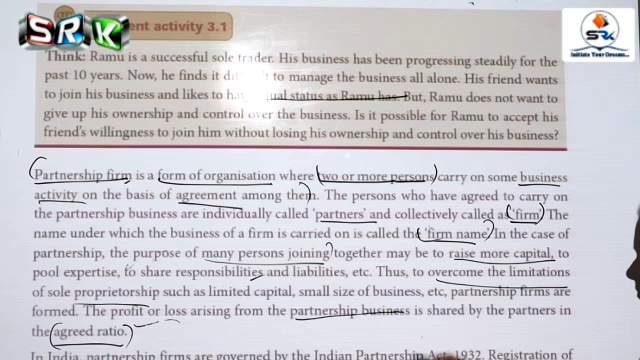 SRK
ent activity 3.1
SRK
Initiate Your Dreams
Think: Ramu is a successful sole trader. His business has been progressing steadily for the
past 10 years. Now, he finds it to manage the business all alone. His friend wants
to join his business and likes to status as Ramu has. But, Ramu does not want to
give up his ownership and control over the business. Is it possible for Ramu to accept his
friend's willingness to join him without losing his ownership and control over his business?
Partnership firm is a form of organisation where two or more persons carry on some business
activity on the basis of agreement among them. The persons who have agreed to carry on
the partnership business are individually called 'partners' and collectively called as 'firm'. The
name under which the business of a firm is carried on is called the 'firm name'. In the case of
partnership, the purpose of many persons joining together may be to raise more capital, to
pool expertise, to share responsibilities and liabilities, etc. Thus, to overcome the limitations
of sole proprietorship such as limited capital, small size of business, etc, partnership firms are
formed. The profit or loss arising from the partnership business is shared by the partners in
the agreed ratio.
In India, partnership firms are governed by the Indian Partnership Act, 1932. Registration of